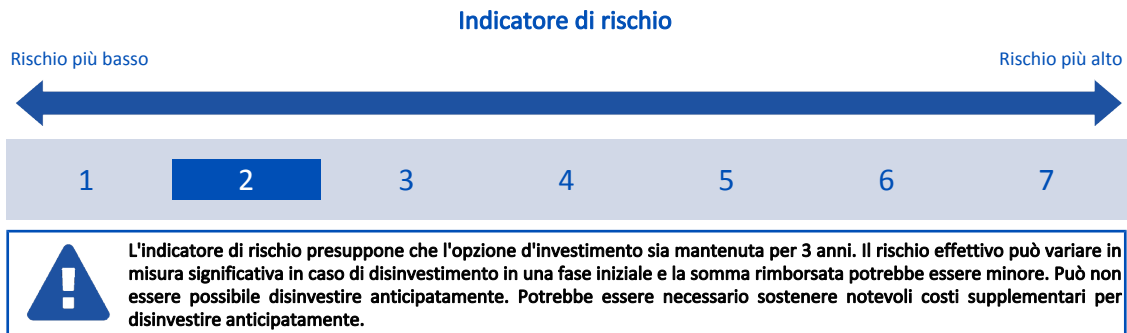 Indicatore di rischio
Rischio più basso
Rischio più alto
1 2 3 4 5 6 7
L'indicatore di rischio presuppone che l'opzione d'investimento sia mantenuta per 3 anni. Il rischio effettivo può variare in
misura significativa in caso di disinvestimento in una fase iniziale e la somma rimborsata potrebbe essere minore. Può non
essere possibile disinvestire anticipatamente. Potrebbe essere necessario sostenere notevoli costi supplementari per
disinvestire anticipatamente.